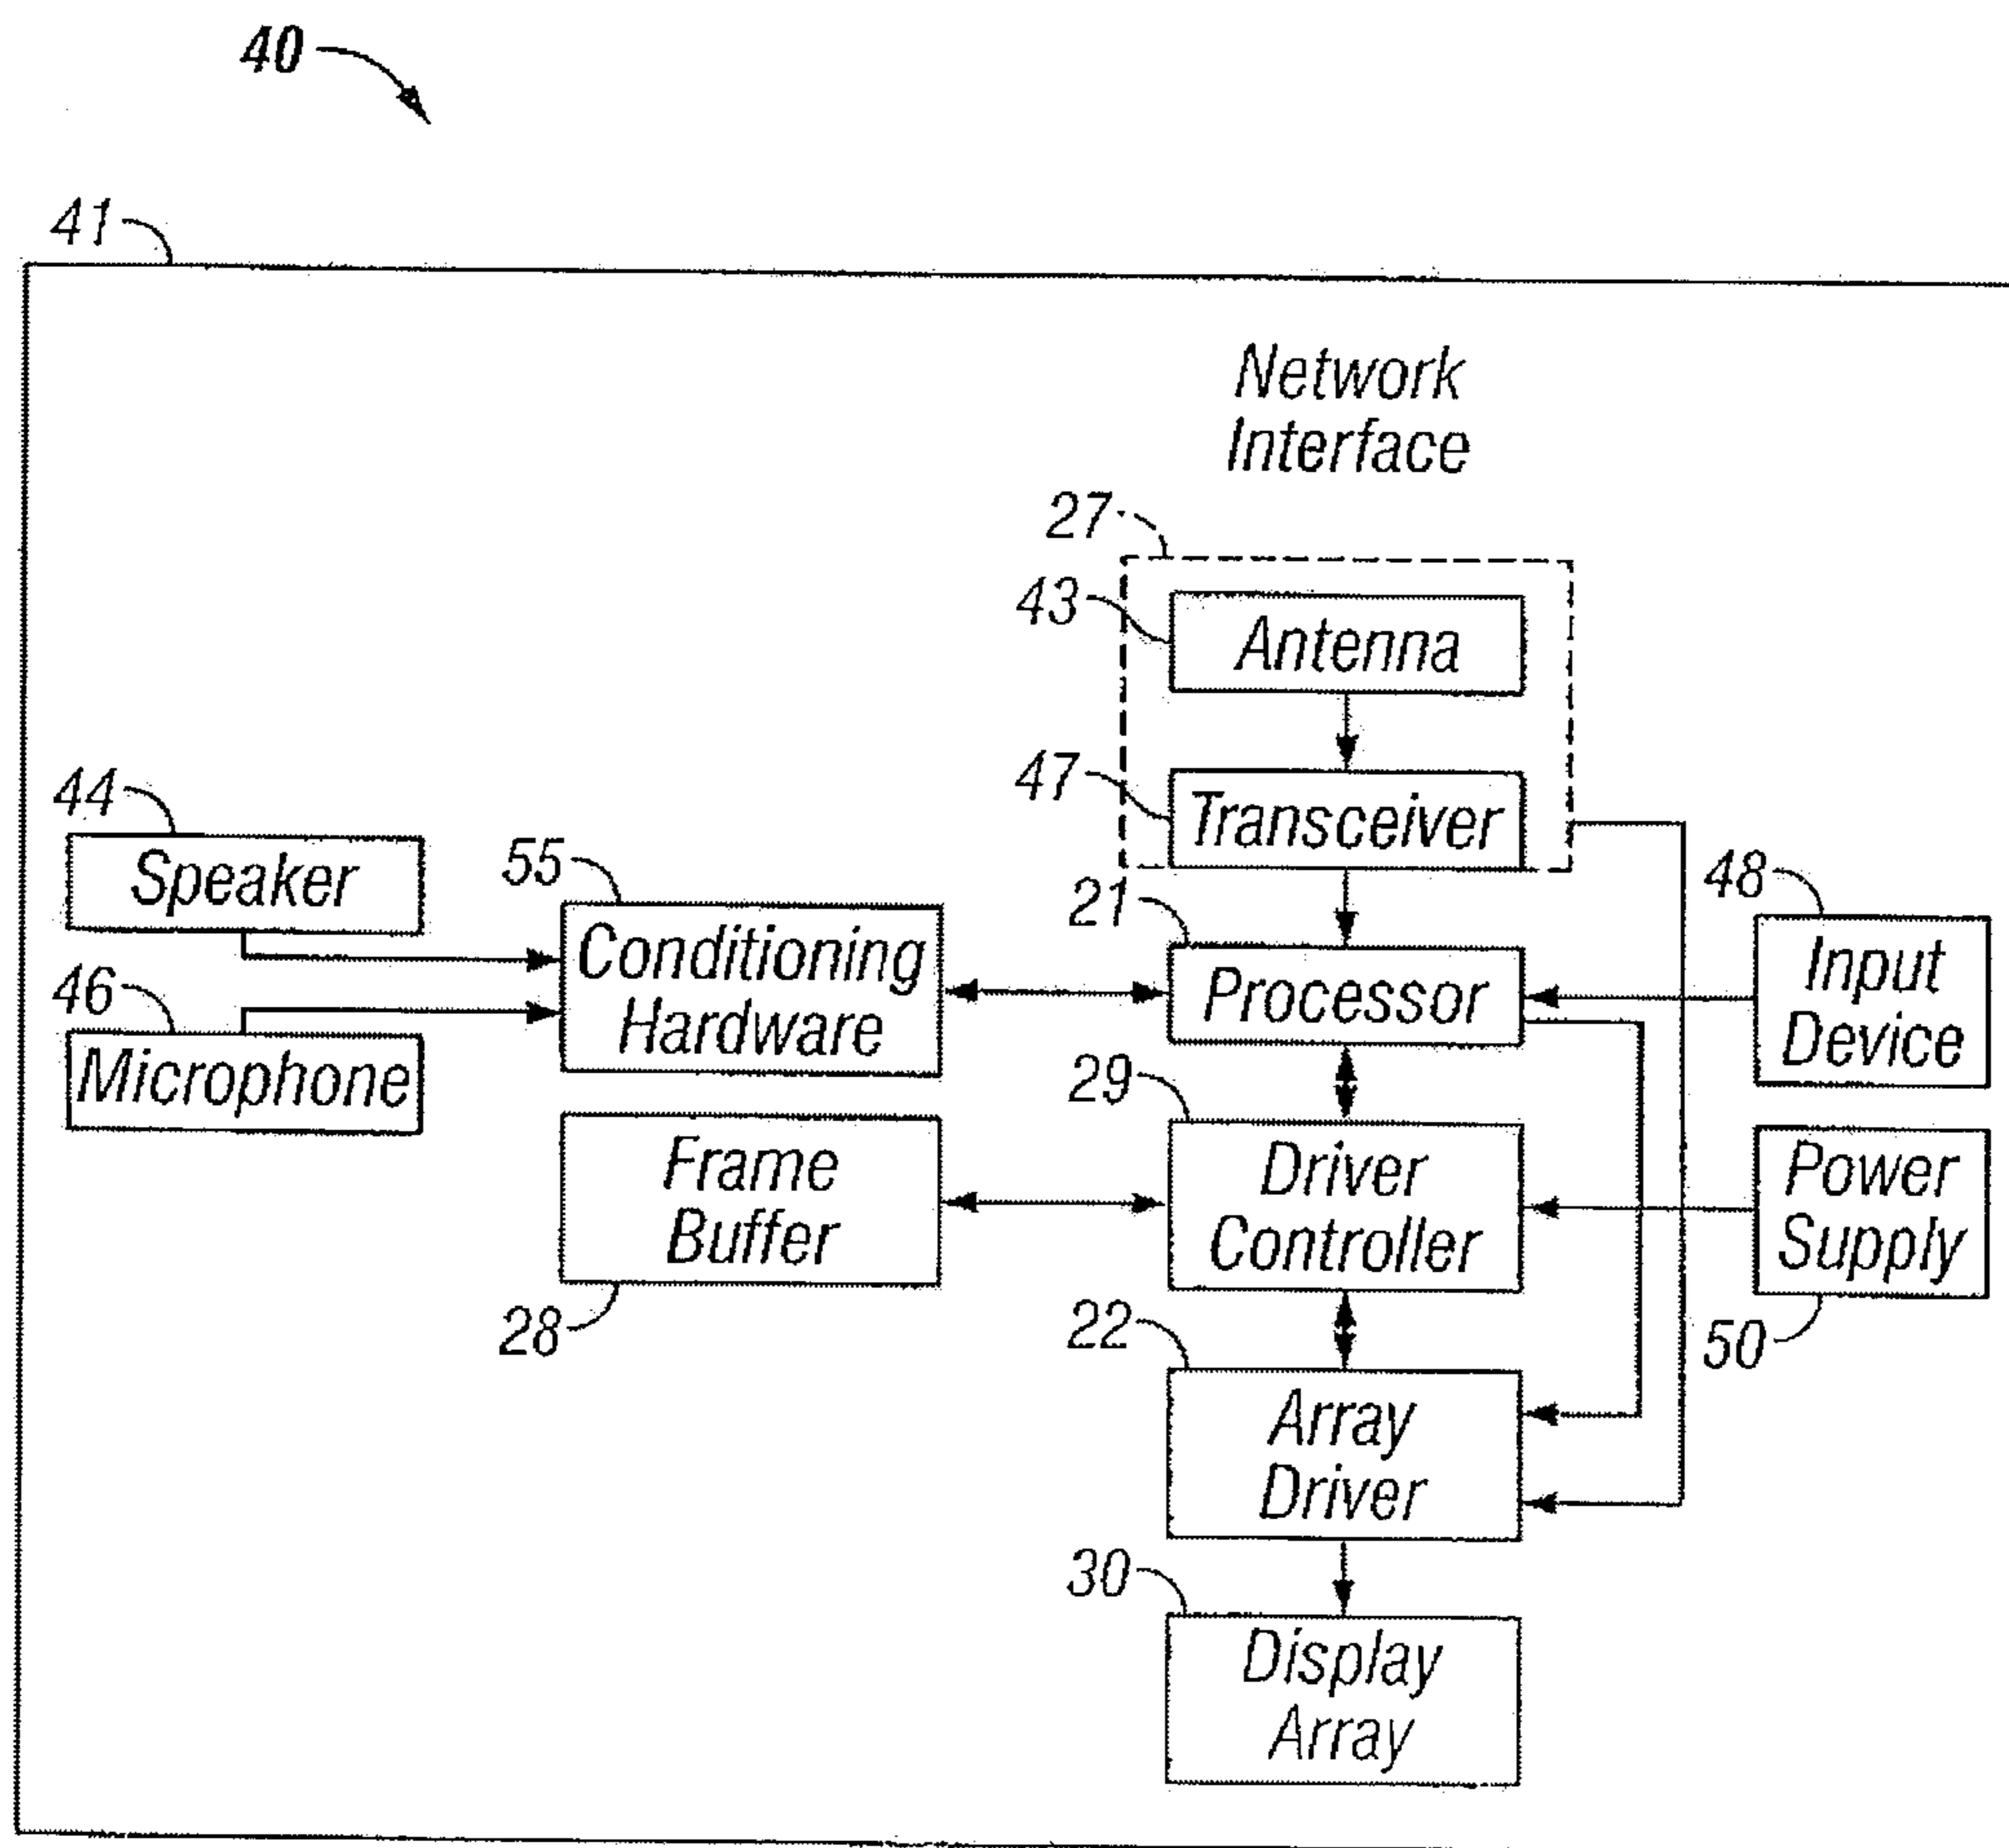 40
41
Network
Interface
27
43
Antenna
47
Transceiver
44
Speaker
55
Conditioning
Hardware
46
Microphone
21
Processor
48
Input
Device
29
Driver
Controller
Frame
Buffer
28
Power
Supply
50
22
Array
Driver
30
Display
Array